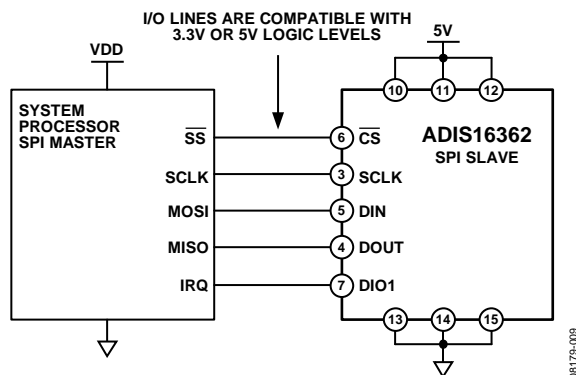 I/O LINES ARE COMPATIBLE WITH
3.3V OR 5V LOGIC LEVELS
VDD
5V
10 11 12
SYSTEM
PROCESSOR
SPI MASTER
ADIS16362
SPI SLAVE
SS 6 CS
SCLK 3 SCLK
MOSI 5 DIN
MISO 4 DOUT
IRQ 7 DIO1
13 14 15
08179-009